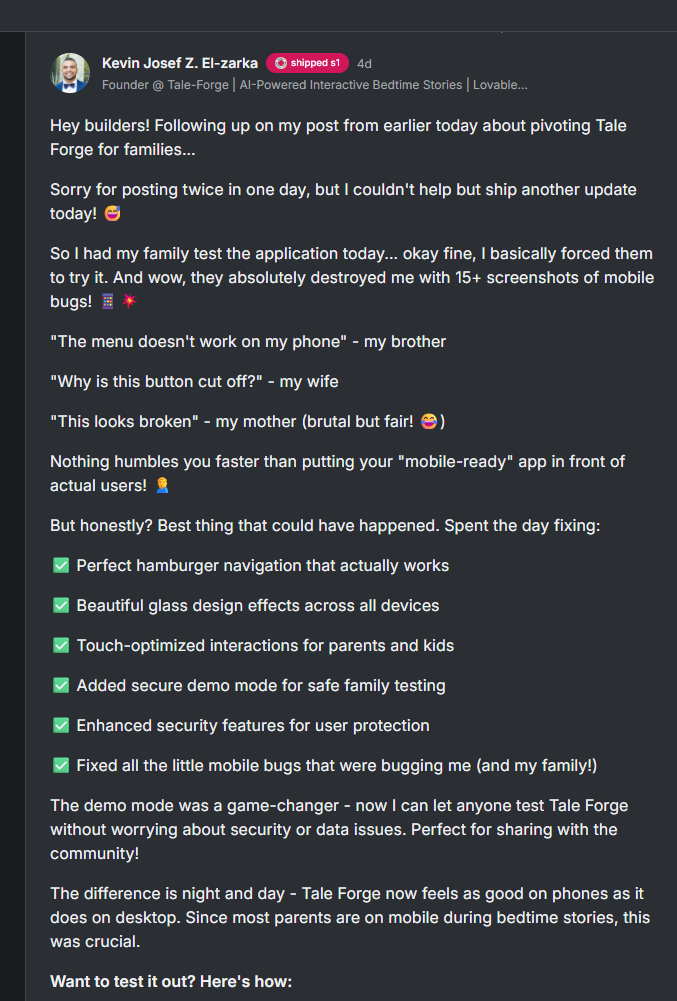 Kevin Josef Z. El-zarka shipped s1 4d
Founder @ Tale-Forge | AI-Powered Interactive Bedtime Stories | Lovable...
Hey builders! Following up on my post from earlier today about pivoting Tale
Forge for families...
Sorry for posting twice in one day, but I couldn't help but ship another update
today! 😅
So I had my family test the application today... okay fine, I basically forced them
to try it. And wow, they absolutely destroyed me with 15+ screenshots of mobile
bugs! 📱 💥
"The menu doesn't work on my phone" - my brother
"Why is this button cut off?" - my wife
"This looks broken" - my mother (brutal but fair! 😂)
Nothing humbles you faster than putting your "mobile-ready" app in front of
actual users! 🤦‍♂️
But honestly? Best thing that could have happened. Spent the day fixing:
✅ Perfect hamburger navigation that actually works
✅ Beautiful glass design effects across all devices
✅ Touch-optimized interactions for parents and kids
✅ Added secure demo mode for safe family testing
✅ Enhanced security features for user protection
✅ Fixed all the little mobile bugs that were bugging me (and my family!)
The demo mode was a game-changer - now I can let anyone test Tale Forge
without worrying about security or data issues. Perfect for sharing with the
community!
The difference is night and day - Tale Forge now feels as good on phones as it
does on desktop. Since most parents are on mobile during bedtime stories, this
was crucial.
Want to test it out? Here's how: